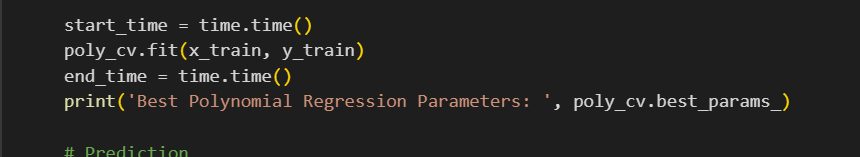 start_time = time.time()
poly_cv.fit(x_train, y_train)
end_time = time.time()
print('Best Polynomial Regression Parameters: ', poly_cv.best_params_)
# Prediction